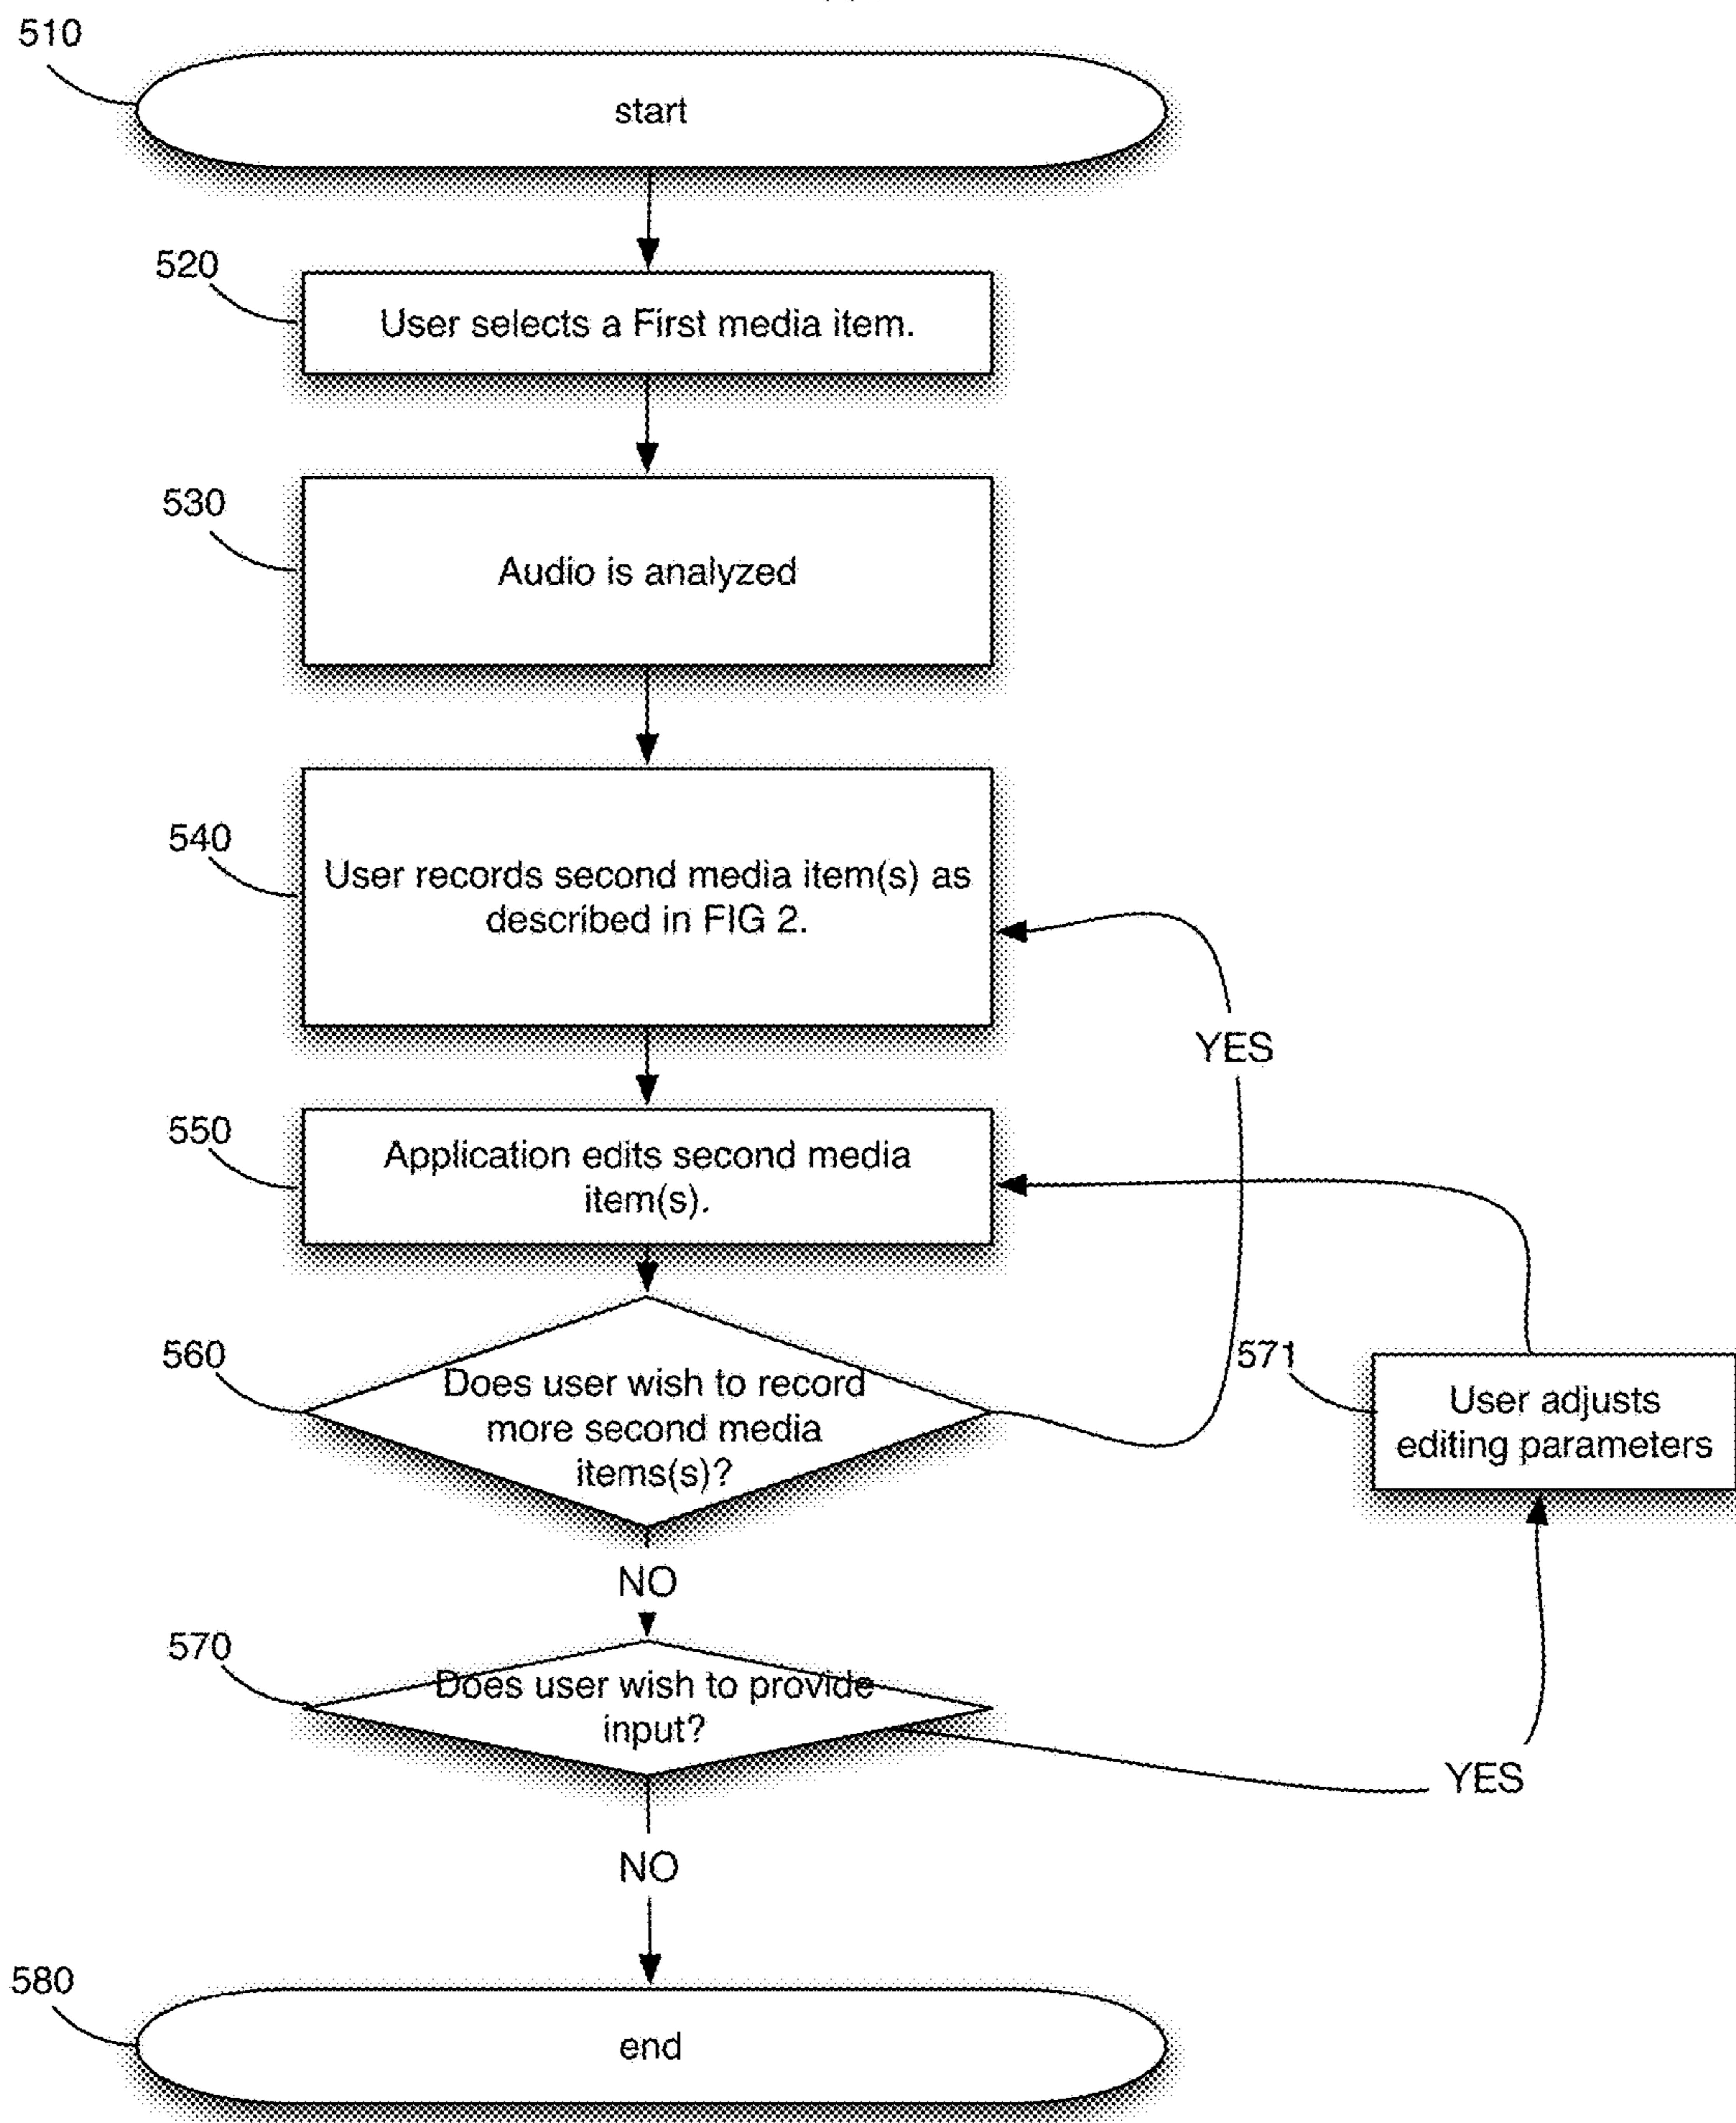 510
start
520
User selects a First media item.
530
Audio is analyzed
540
User records second media item(s) as
described in FIG 2.
YES
550
Application edits second media
item(s).
560
Does user wish to record
more second media
items(s)?
571
User adjusts
editing parameters
NO
570
Does user wish to provide
input?
YES
NO
580
end